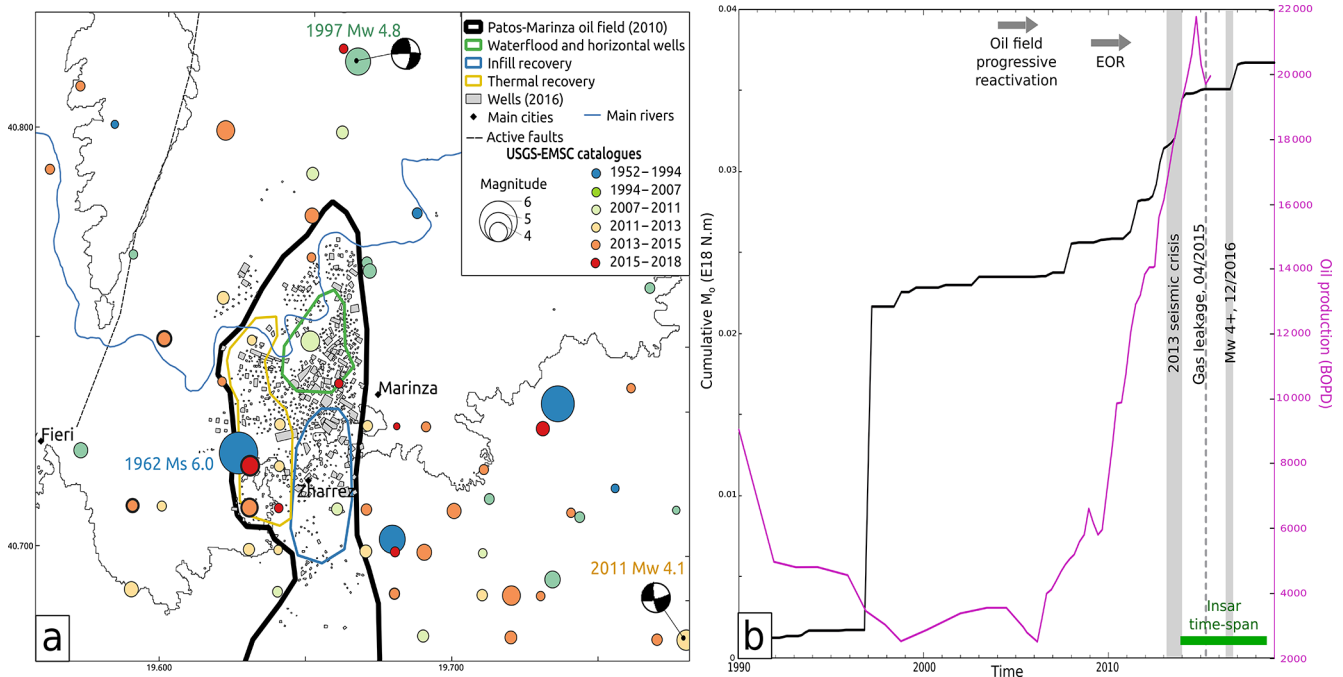 1997 Mw 4.8
Patos-Marinza oil field (2010)
Waterflood and horizontal wells
Infill recovery
Thermal recovery
Wells (2016)
Main cities
Main rivers
Active faults
USGS-EMSC catalogues
Magnitude
6
5
4
1952–1994
1994–2007
2007–2011
2011–2013
2013–2015
2015–2018
40.800
Marinza
Fieri
1962 Ms 6.0
Zharrez
40.700
2011 Mw 4.1
a
19.600
19.700
0.04
0.03
0.02
0.01
0
Cumulative M₀ (E18 N.m)
Oil field
progressive
reactivation
EOR
2013 seismic crisis
Gas leakage, 04/2015
Mw 4+, 12/2016
Insar
time-span
b
1990
2000
2010
Time
22000
20000
18000
16000
14000
12000
10000
8000
6000
4000
2000
Oil production (BOPD)